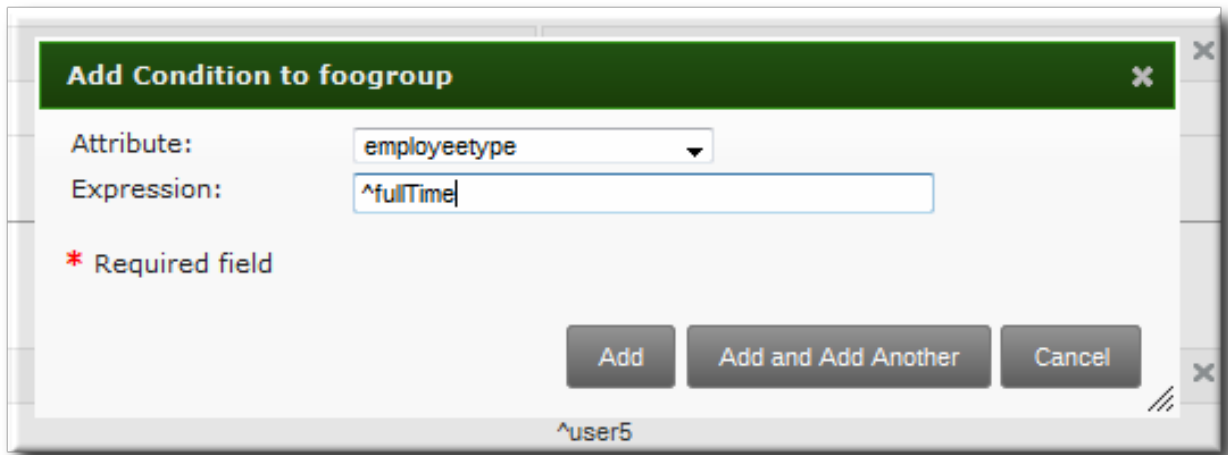 Add Condition to foogroup
Attribute: employeetype
Expression: ^fullTime
* Required field
Add Add and Add Another Cancel
^user5